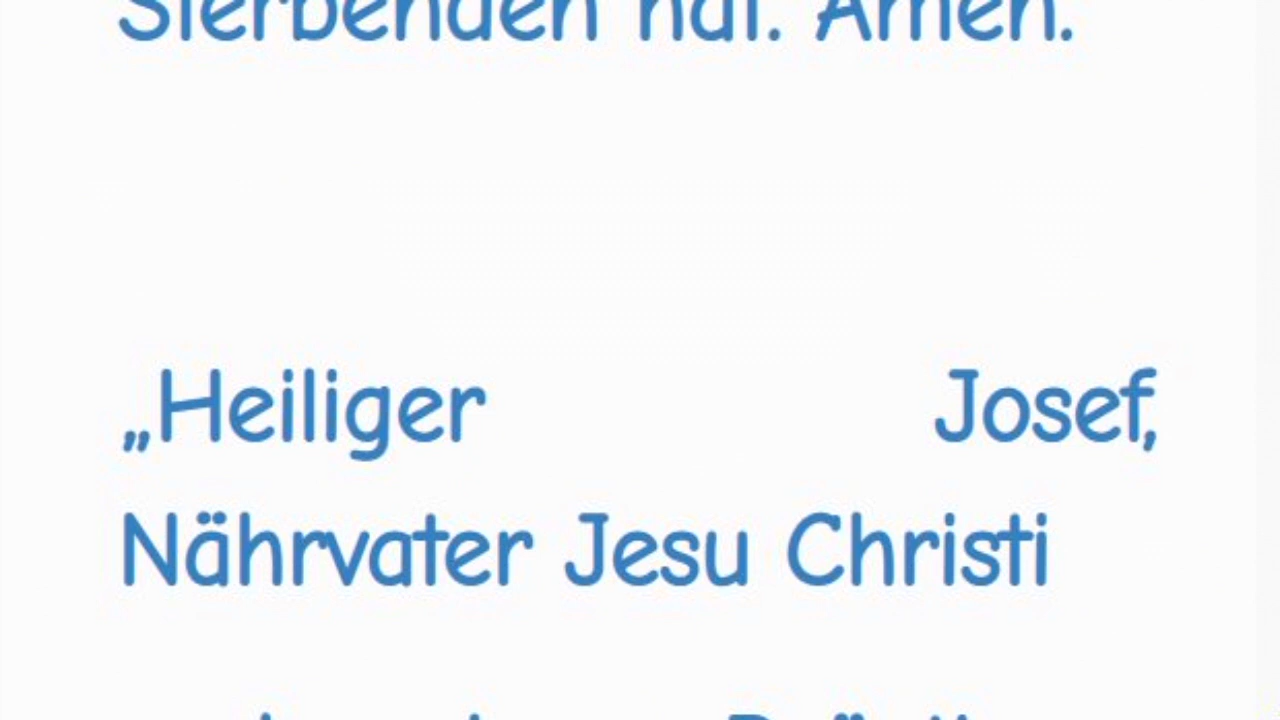 Sterbenden hat. Amen.
„Heiliger Josef,
Nährvater Jesu Christi